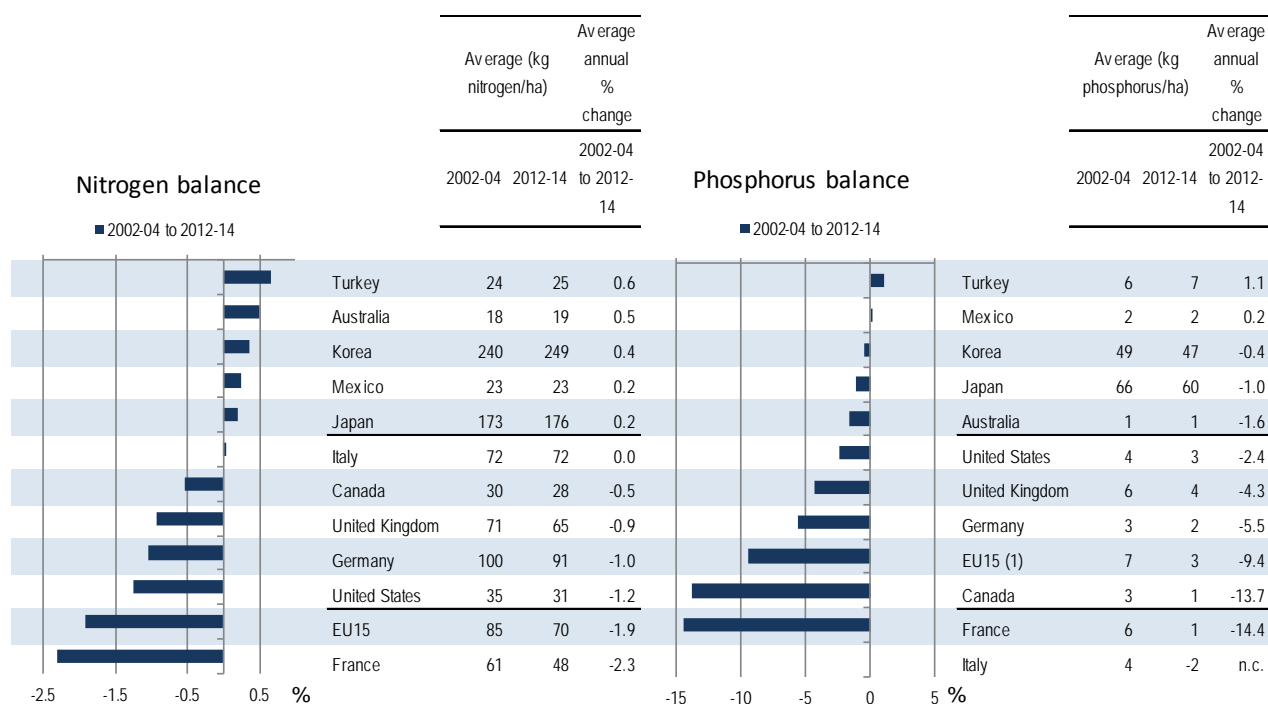 Average
Average (kg annual
nitrogen/ha) %
change
2002-04
2002-04 2012-14 to 2012-
14
Nitrogen balance
2002-04 to 2012-14
Turkey 24 25 0.6
Australia 18 19 0.5
Korea 240 249 0.4
Mexico 23 23 0.2
Japan 173 176 0.2
Italy 72 72 0.0
Canada 30 28 -0.5
United Kingdom 71 65 -0.9
Germany 100 91 -1.0
United States 35 31 -1.2
EU15 85 70 -1.9
France 61 48 -2.3
-2.5 -1.5 -0.5 0.5 %
Average
Average (kg annual
phosphorus/ha) %
change
2002-04
2002-04 2012-14 to 2012-
14
Phosphorus balance
2002-04 to 2012-14
Turkey 6 7 1.1
Mexico 2 2 0.2
Korea 49 47 -0.4
Japan 66 60 -1.0
Australia 1 1 -1.6
United States 4 3 -2.4
United Kingdom 6 4 -4.3
Germany 3 2 -5.5
EU15 (1) 7 3 -9.4
Canada 3 1 -13.7
France 6 1 -14.4
Italy 4 -2 n.c.
-15 -10 -5 0 5 %